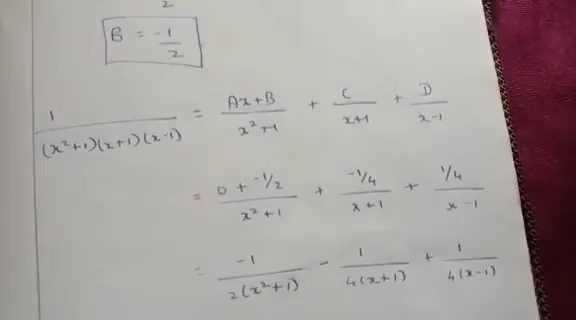 2
B = -1/2
1/((x²+1)(x+1)(x-1)) = (Ax+B)/(x²+1) + C/(x+1) + D/(x-1)
= (0 + -1/2)/(x²+1) + (-1/4)/(x+1) + (1/4)/(x-1)
= -1/(2(x²+1)) - 1/(4(x+1)) + 1/(4(x-1))